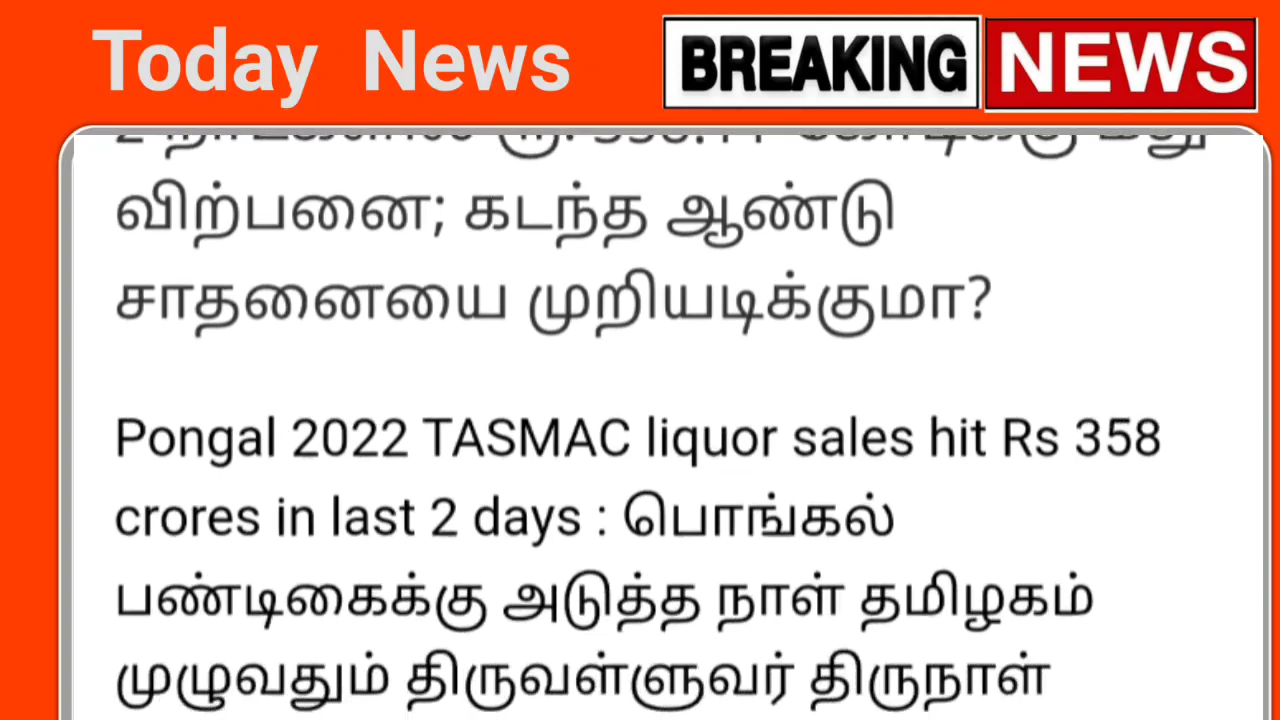 Today News
BREAKING NEWS
விற்பனை; கடந்த ஆண்டு
சாதனையை முறியடிக்குமா?
Pongal 2022 TASMAC liquor sales hit Rs 358
crores in last 2 days : பொங்கல்
பண்டிகைக்கு அடுத்த நாள் தமிழகம்
முழுவதும் திருவள்ளுவர் திருநாள்